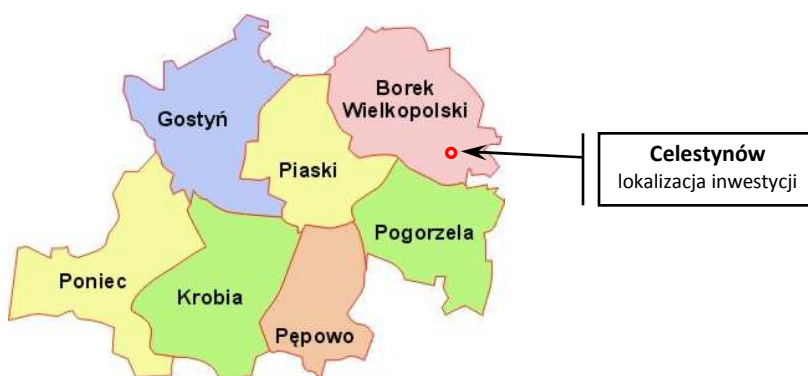 Borek
Wielkopolski
Gostyń
Piaski
Celestynów
lokalizacja inwestycji
Pogorzela
Poniec
Krobia
Pępowo